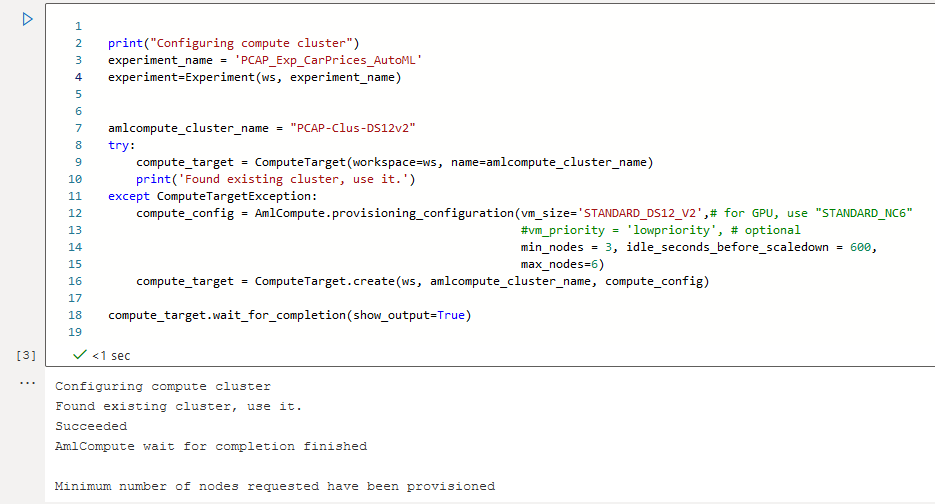 1
2 print("Configuring compute cluster")
3 experiment_name = 'PCAP_Exp_CarPrices_AutoML'
4 experiment=Experiment(ws, experiment_name)
5
6
7 amlcompute_cluster_name = "PCAP-Clus-DS12v2"
8 try:
9     compute_target = ComputeTarget(workspace=ws, name=amlcompute_cluster_name)
10     print('Found existing cluster, use it.')
11 except ComputeTargetException:
12     compute_config = AmlCompute.provisioning_configuration(vm_size='STANDARD_DS12_V2',# for GPU, use "STANDARD_NC6"
13                                                            #vm_priority = 'lowpriority', # optional
14                                                            min_nodes = 3, idle_seconds_before_scaledown = 600,
15                                                            max_nodes=6)
16     compute_target = ComputeTarget.create(ws, amlcompute_cluster_name, compute_config)
17
18 compute_target.wait_for_completion(show_output=True)
19
[3] <1 sec
...
Configuring compute cluster
Found existing cluster, use it.
Succeeded
AmlCompute wait for completion finished
Minimum number of nodes requested have been provisioned